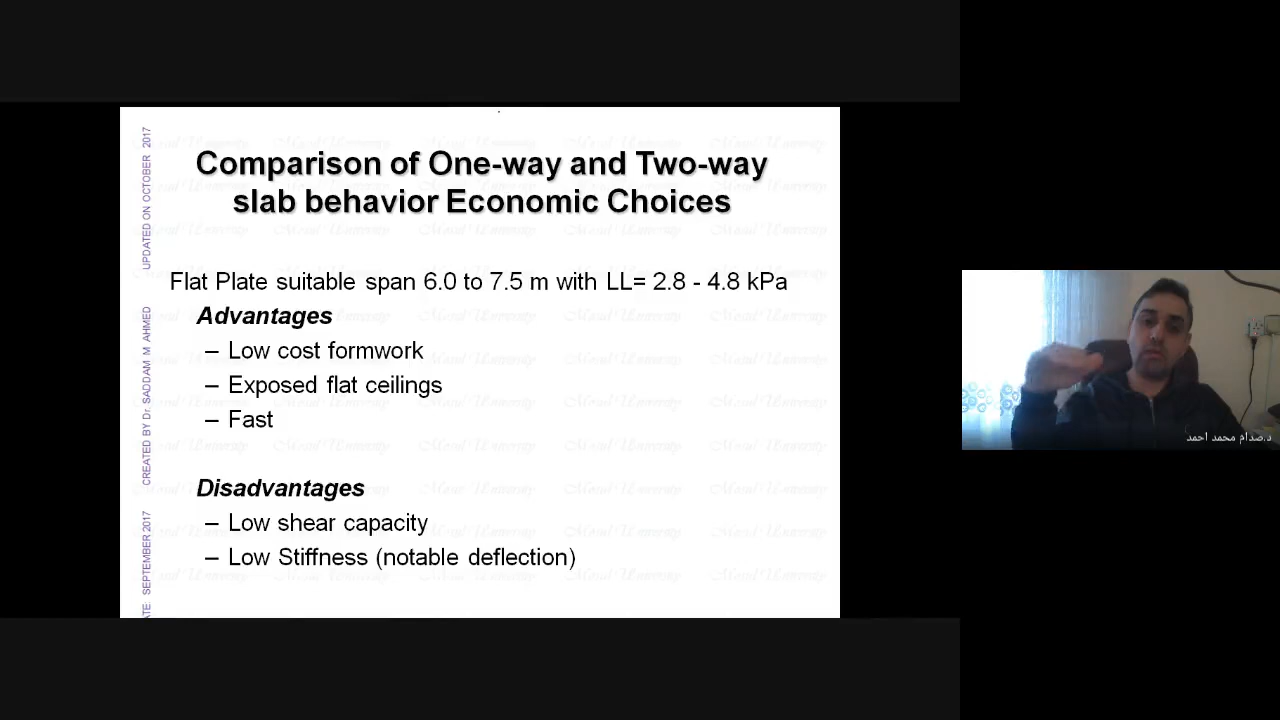 Comparison of One-way and Two-way
slab behavior Economic Choices
Flat Plate suitable span 6.0 to 7.5 m with LL= 2.8 - 4.8 kPa
Advantages
– Low cost formwork
– Exposed flat ceilings
– Fast
Disadvantages
– Low shear capacity
– Low Stiffness (notable deflection)
ATE: SEPTEMBER 2017 CREATED BY Dr. SADDAM M AHMED UPDATED ON OCTOBER 2017
Mosul University
د.صدام محمد احمد